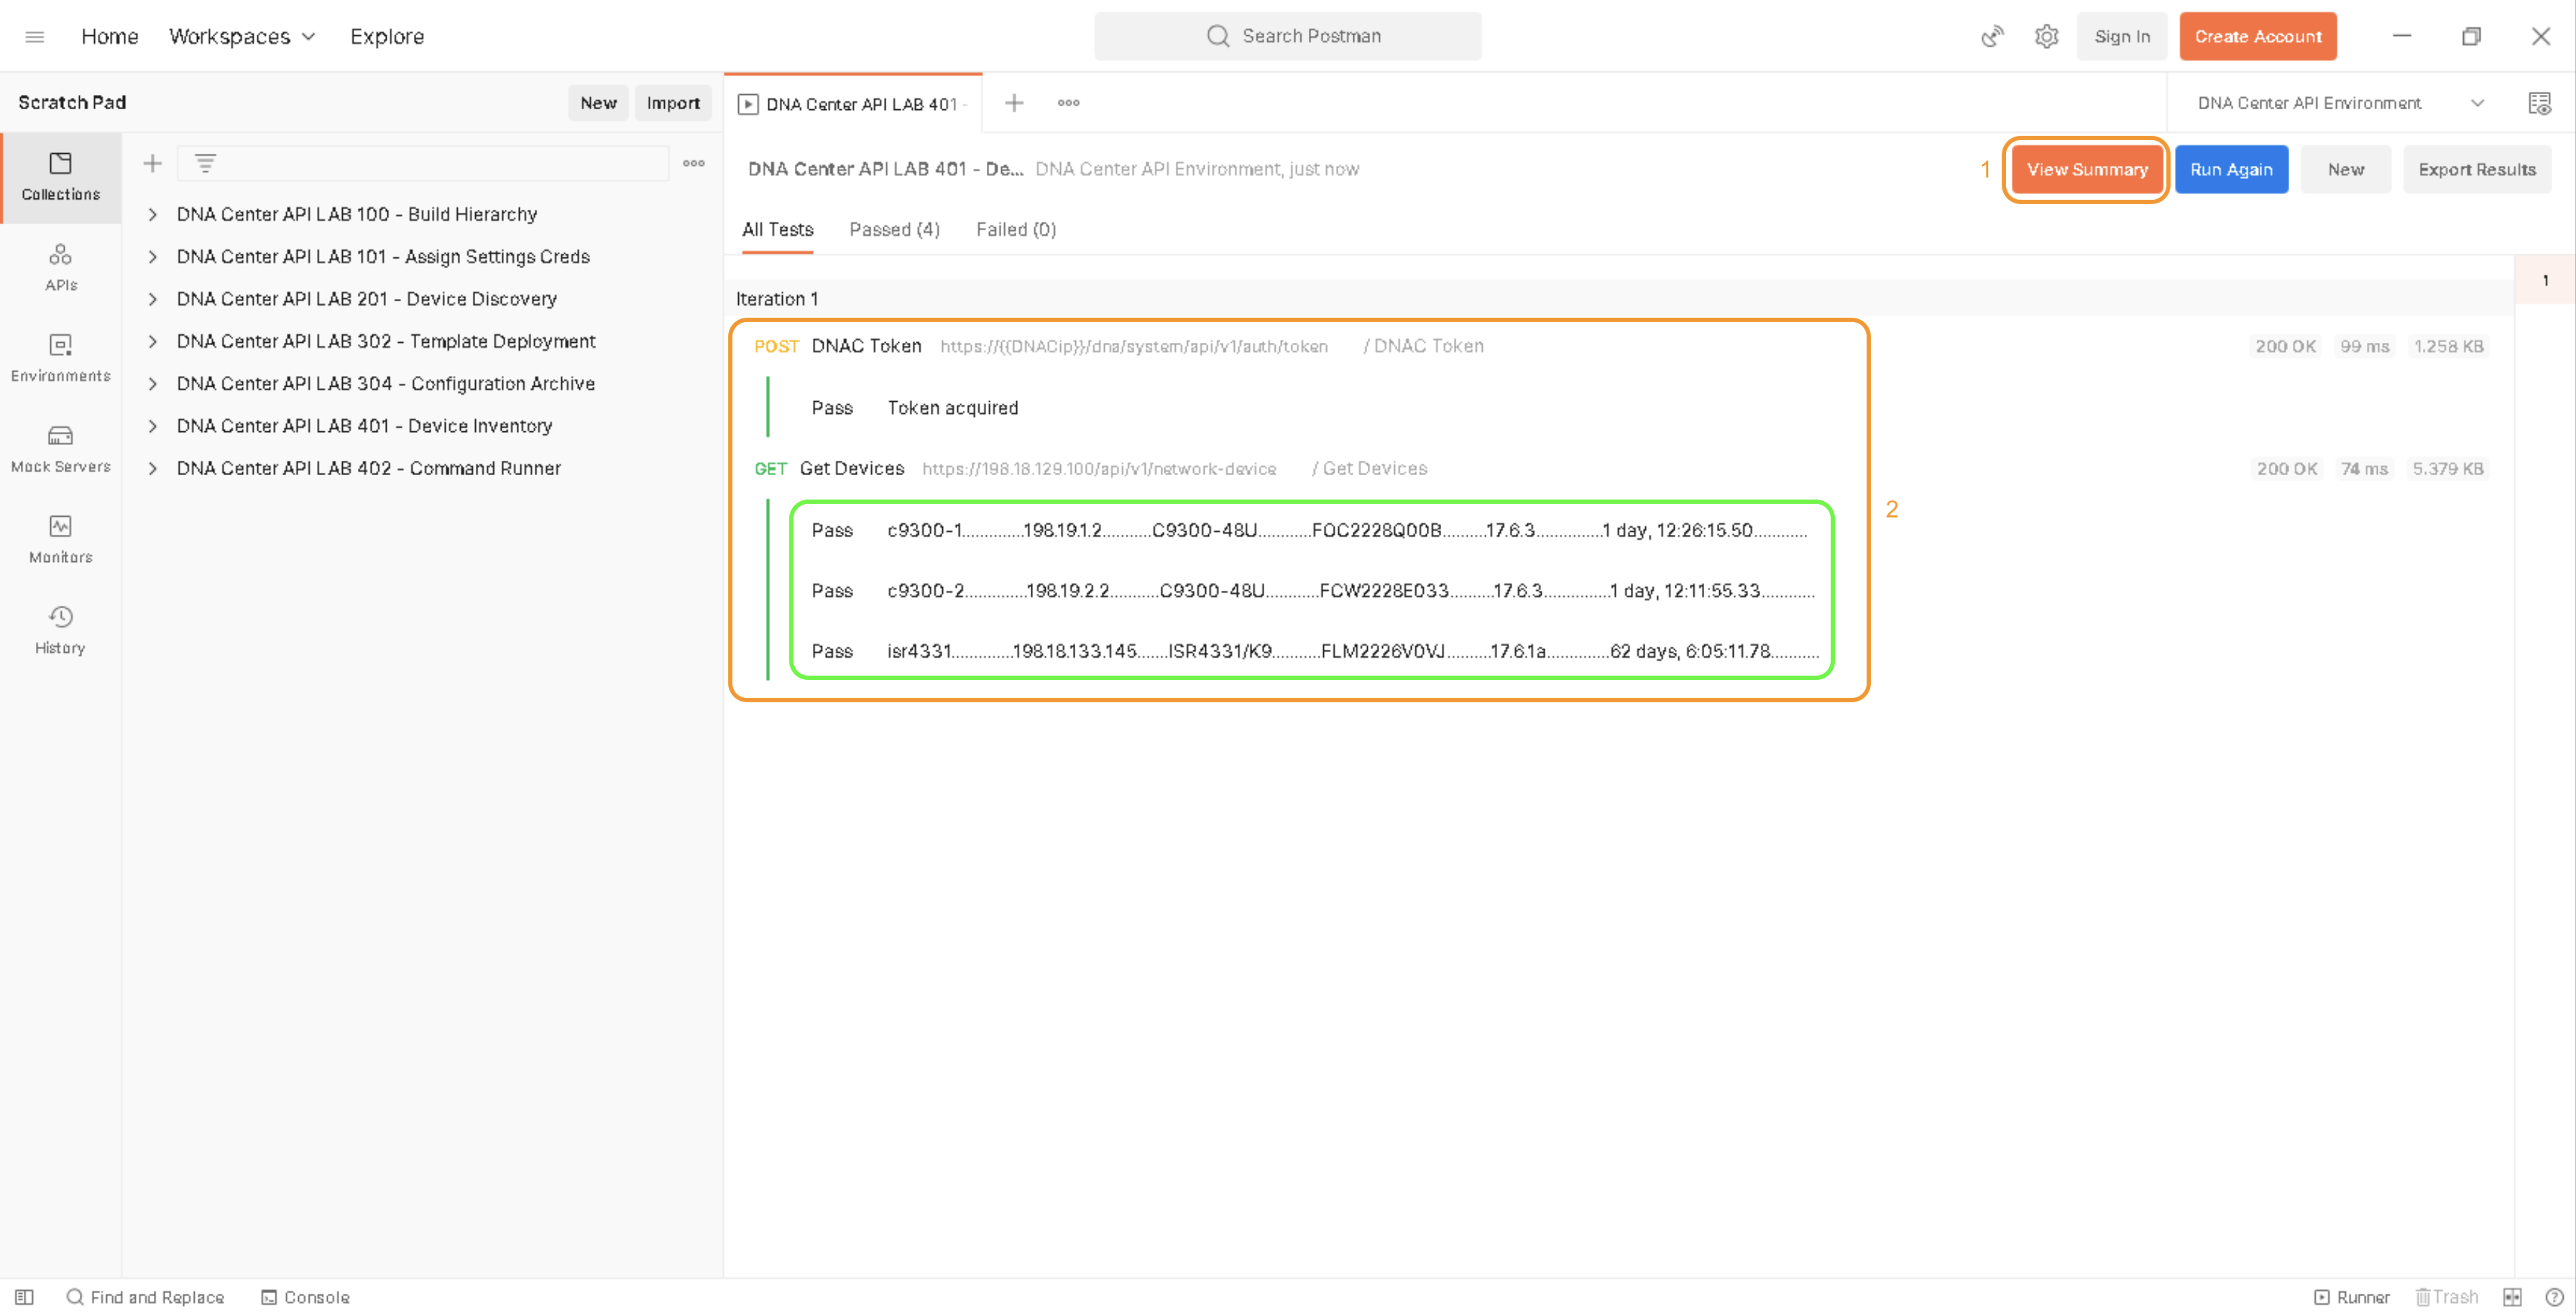 Home Workspaces Explore Search Postman Sign In Create Account
Scratch Pad New Import DNA Center API LAB 401 - DNA Center API Environment
DNA Center API LAB 401 - De... DNA Center API Environment, just now 1 View Summary Run Again New Export Results
Collections
APIs
Environments
Mock Servers
Monitors
History
DNA Center API LAB 100 - Build Hierarchy
DNA Center API LAB 101 - Assign Settings Creds
DNA Center API LAB 201 - Device Discovery
DNA Center API LAB 302 - Template Deployment
DNA Center API LAB 304 - Configuration Archive
DNA Center API LAB 401 - Device Inventory
DNA Center API LAB 402 - Command Runner
All Tests Passed (4) Failed (0)
Iteration 1 1
POST DNAC Token https://{{DNACip}}/dna/system/api/v1/auth/token / DNAC Token 200 OK 99 ms 1.258 KB
Pass Token acquired
GET Get Devices https://198.18.129.100/api/v1/network-device / Get Devices 200 OK 74 ms 5.379 KB
2
Pass c9300-1..............198.19.1.2...........C9300-48U............FOC2228Q00B..........17.6.3...............1 day, 12:26:15.50............
Pass c9300-2..............198.19.2.2...........C9300-48U............FCW2228E033..........17.6.3...............1 day, 12:11:55.33............
Pass isr4331..............198.18.133.145.......ISR4331/K9...........FLM2226V0VJ..........17.6.1a..............62 days, 6:05:11.78...........
Find and Replace Console Runner Trash